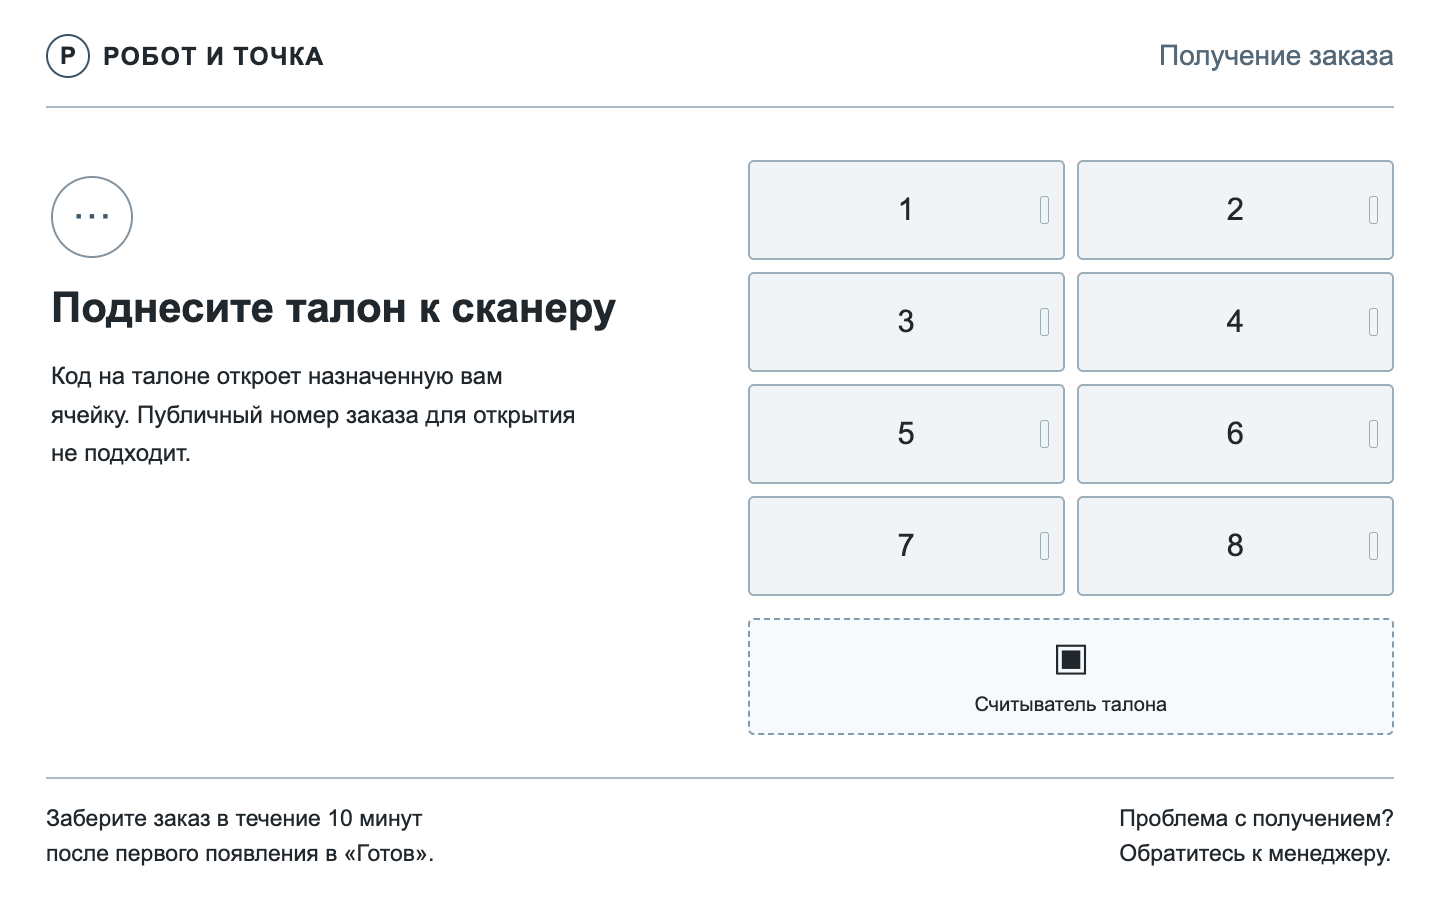 Р РОБОТ И ТОЧКА
Получение заказа
...
Поднесите талон к сканеру
Код на талоне откроет назначенную вам
ячейку. Публичный номер заказа для открытия
не подходит.
1
2
3
4
5
6
7
8
Считыватель талона
Заберите заказ в течение 10 минут
после первого появления в «Готов».
Проблема с получением?
Обратитесь к менеджеру.